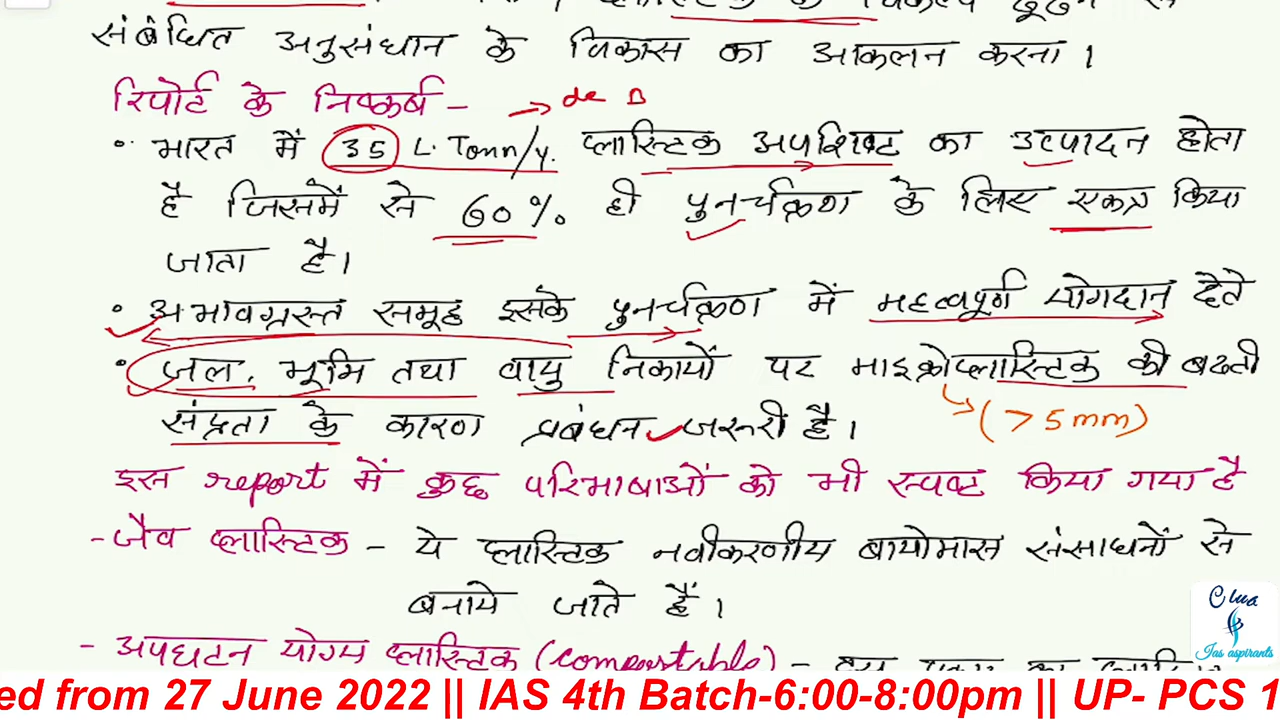 संबंधित अनुसंधान के विकास का आकलन करना।
रिपोर्ट के निष्कर्ष -
• भारत में 35 L. Tonn/y. प्लास्टिक अपशिष्ट का उत्पादन होता
है जिसमें से 60% ही पुनर्चक्रण के लिए एकत्र किया
जाता है।
• अभावग्रस्त समूह इसके पुनर्चक्रण में महत्वपूर्ण योगदान देते
• जल, भूमि तथा वायु निकायों पर माइक्रोप्लास्टिक की बढती
संद्रता के कारण प्रबंधन जरूरी है।
(>5mm)
इस report में कुछ परिभाषाओं को भी स्पष्ट किया गया है
- जैव प्लास्टिक - ये प्लास्टिक नवीकरणीय बायोमास संसाधनों से
बनाये जाते हैं।
- अपघटन योग्य प्लास्टिक (compostable) -
Ias aspirants
ed from 27 June 2022 || IAS 4th Batch-6:00-8:00pm || UP- PCS 1